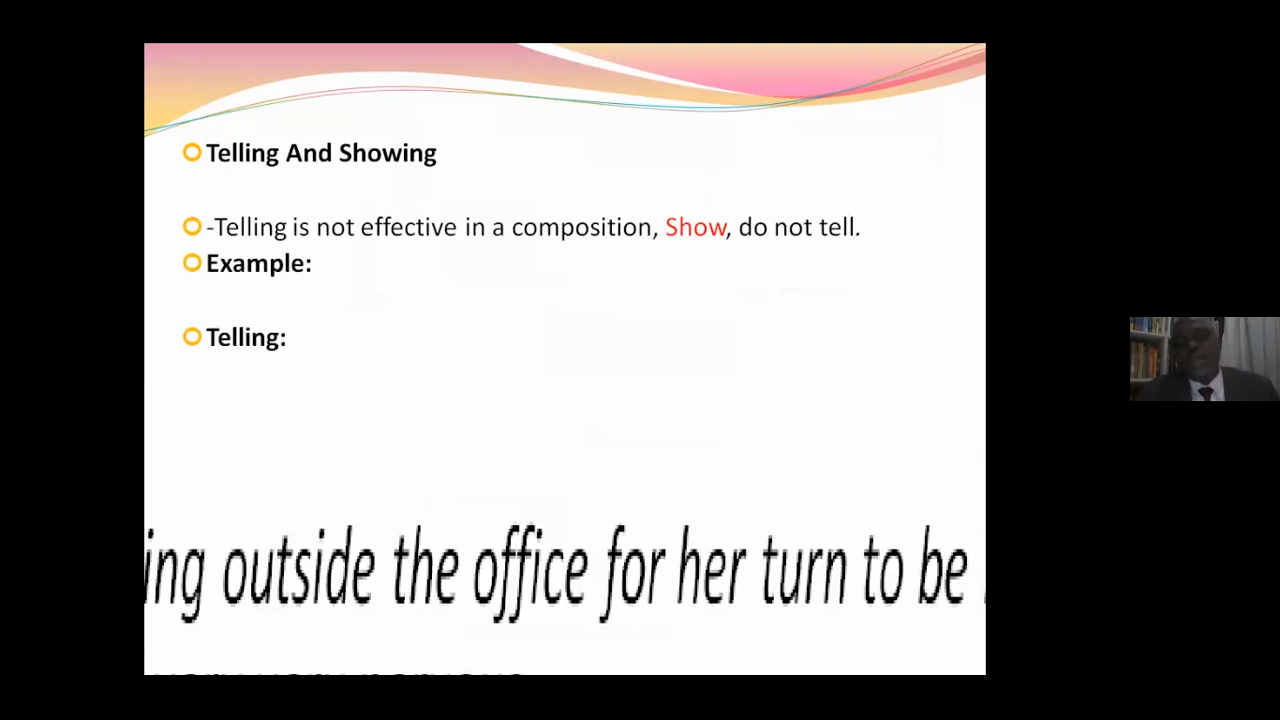 Telling And Showing
-Telling is not effective in a composition, Show, do not tell.
Example:
Telling:
ing outside the office for her turn to be